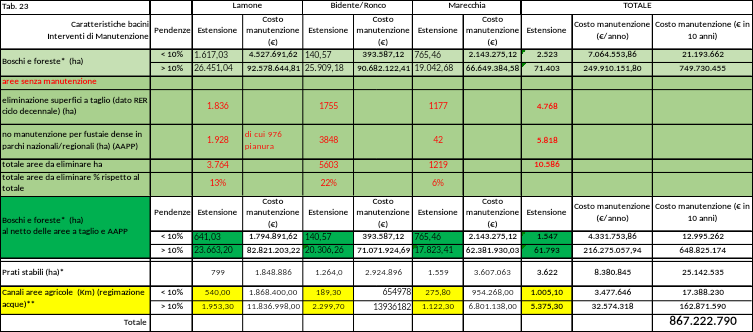 Tab. 23 Lamone Bidente/Ronco Marecchia TOTALE
Caratteristiche bacini
Interventi di Manutenzione Pendenze Estensione Costo manutenzione (€) Estensione Costo manutenzione (€) Estensione Costo manutenzione (€) Estensione Costo manutenzione (€/anno) Costo manutenzione (€ in 10 anni)
Boschi e foreste* (ha) < 10% 1.617,03 4.527.691,62 140,57 393.587,12 765,46 2.143.275,12 2.523 7.064.553,86 21.193.662
> 10% 26.451,04 92.578.644,81 25.909,18 90.682.122,41 19.042,68 66.649.384,58 71.403 249.910.151,80 749.730.455
aree senza manutenzione
eliminazione superfici a taglio (dato RER
ciclo decennale) (ha) 1.836 1755 1177 4.768
no manutenzione per fustaie dense in
parchi nazionali/regionali (ha) (AAPP) 1.928 di cui 976 pianura 3848 42 5.818
totale aree da eliminare ha 3.764 5603 1219 10.586
totale aree da eliminare % rispetto al
totale 13% 22% 6%
Boschi e foreste* (ha)
al netto delle aree a taglio e AAPP Pendenze Estensione Costo manutenzione (€) Estensione Costo manutenzione (€) Estensione Costo manutenzione (€) Estensione Costo manutenzione (€/anno) Costo manutenzione (€ in 10 anni)
< 10% 641,03 1.794.891,62 140,57 393.587,12 765,46 2.143.275,12 1.547 4.331.753,86 12.995.262
> 10% 23.663,20 82.821.203,22 20.306,26 71.071.924,69 17.823,41 62.381.930,03 61.793 216.275.057,94 648.825.174
Prati stabili (ha)* 799 1.848.886 1.264,0 2.924.896 1.559 3.607.063 3.622 8.380.845 25.142.535
Canali aree agricole (Km) (regimazione
acque)** < 10% 540,00 1.868.400,00 189,30 654978 275,80 954.268,00 1.005,10 3.477.646 17.388.230
> 10% 1.953,30 11.836.998,00 2.299,70 13936182 1.122,30 6.801.138,00 5.375,30 32.574.318 162.871.590
Totale 867.222.790